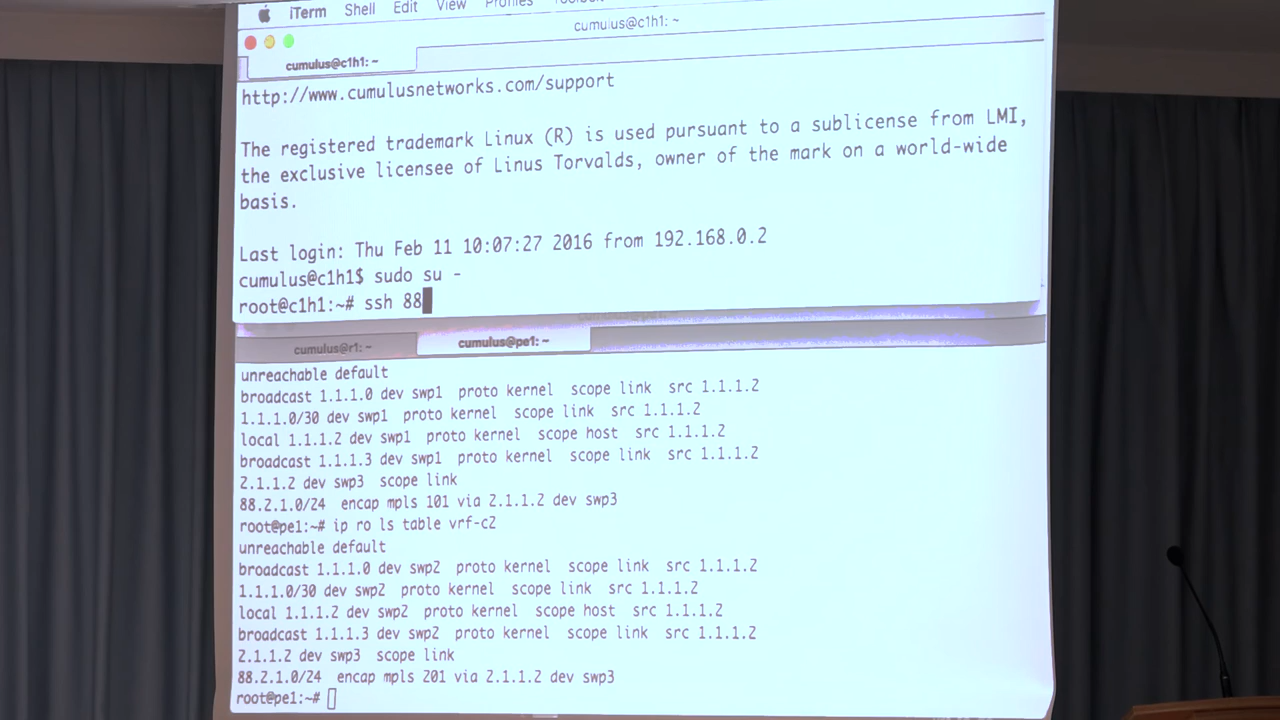 iTerm Shell Edit View Profiles
cumulus@c1h1: ~
cumulus@c1h1: ~
http://www.cumulusnetworks.com/support
The registered trademark Linux (R) is used pursuant to a sublicense from LMI,
the exclusive licensee of Linus Torvalds, owner of the mark on a world-wide
basis.
Last login: Thu Feb 11 10:07:27 2016 from 192.168.0.2
cumulus@c1h1$ sudo su -
root@c1h1:~# ssh 88
cumulus@r1: ~ cumulus@pe1: ~
unreachable default
broadcast 1.1.1.0 dev swp1 proto kernel scope link src 1.1.1.2
1.1.1.0/30 dev swp1 proto kernel scope link src 1.1.1.2
local 1.1.1.2 dev swp1 proto kernel scope host src 1.1.1.2
broadcast 1.1.1.3 dev swp1 proto kernel scope link src 1.1.1.2
2.1.1.2 dev swp3 scope link
88.2.1.0/24 encap mpls 101 via 2.1.1.2 dev swp3
root@pe1:~# ip ro ls table vrf-c2
unreachable default
broadcast 1.1.1.0 dev swp2 proto kernel scope link src 1.1.1.2
1.1.1.0/30 dev swp2 proto kernel scope link src 1.1.1.2
local 1.1.1.2 dev swp2 proto kernel scope host src 1.1.1.2
broadcast 1.1.1.3 dev swp2 proto kernel scope link src 1.1.1.2
2.1.1.2 dev swp3 scope link
88.2.1.0/24 encap mpls 201 via 2.1.1.2 dev swp3
root@pe1:~#